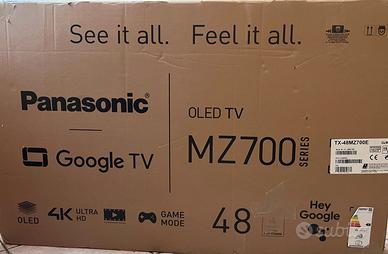 See it all. Feel it all.
Panasonic
Google TV
OLED TV
MZ700 SERIES
TX-48MZ700E
OLED
4K ULTRA HD
GAME MODE
48
Hey Google
subito